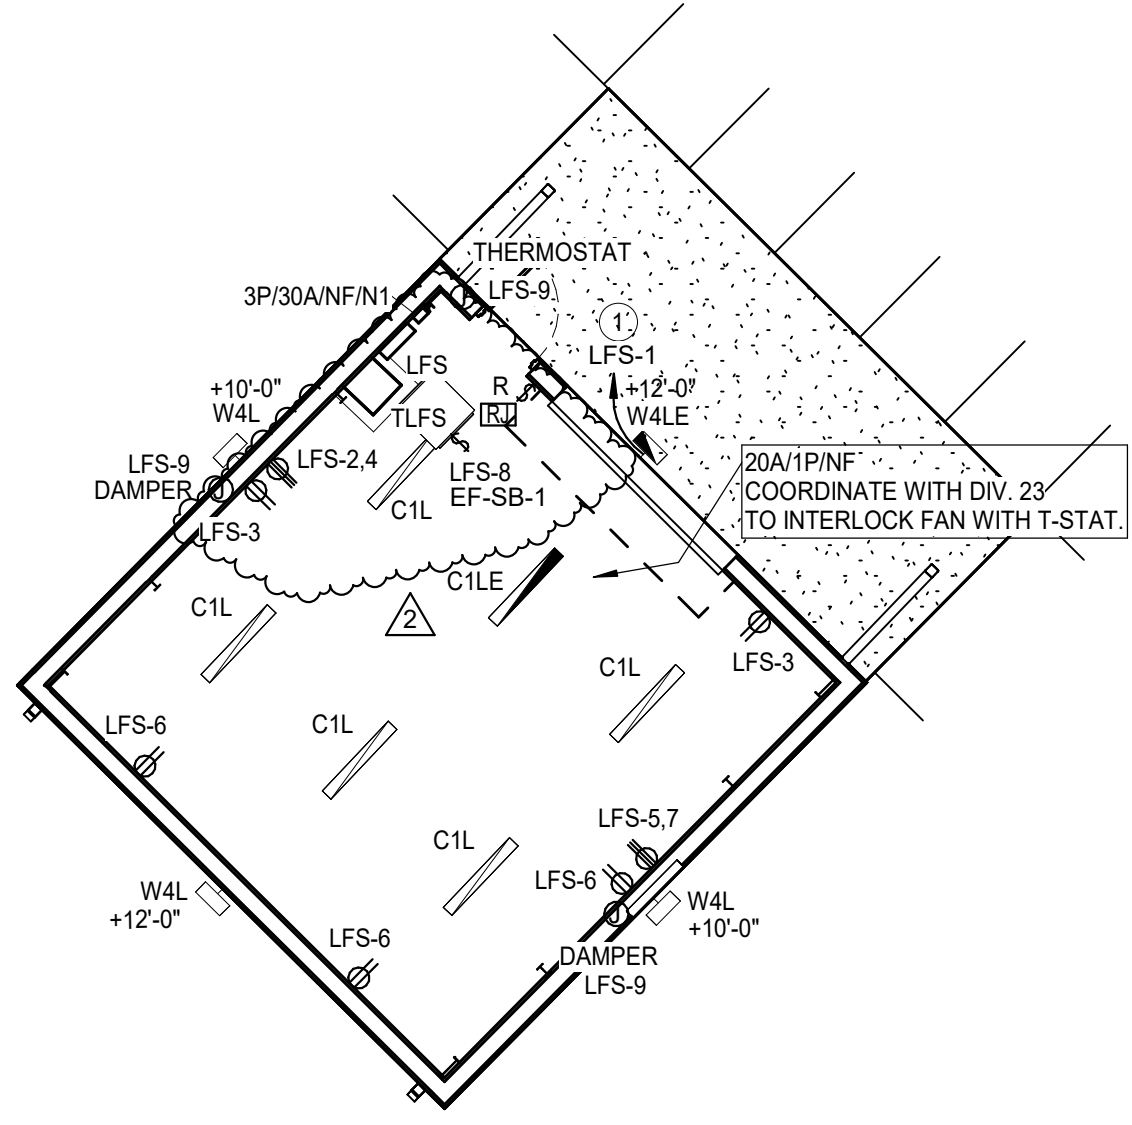 THERMOSTAT
LFS-9
3P/30A/NF/N1
1
LFS-1
LFS
+10'-0"
W4L
R
+12'-0"
W4LE
RJ
TLFS
LFS-9
DAMPER
J
LFS-2,4
LFS-8
EF-SB-1
20A/1P/NF
COORDINATE WITH DIV. 23
TO INTERLOCK FAN WITH T-STAT.
C1L
LFS-3
C1LE
C1L
2
LFS-3
C1L
LFS-6
C1L
LFS-5,7
C1L
LFS-6
W4L
+12'-0"
W4L
+10'-0"
J
LFS-6
DAMPER
LFS-9